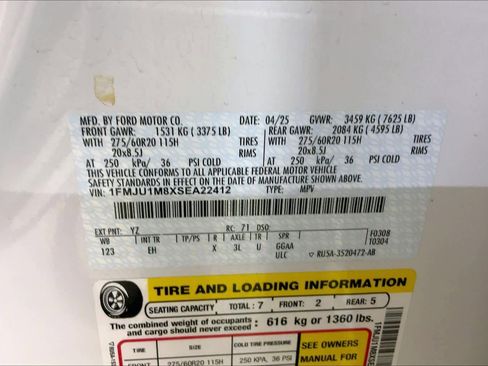 MFD. BY FORD MOTOR CO.
04/25 GVWR: 3459 KG (7625 LB)
FRONT GAWR: 1531 KG (3375 LB)
REAR GAWR: 2084 KG (4595 LB)
WITH 275/60R20 115H TIRES
WITH 275/60R20 115H TIRES
20x8.5J RIMS
20x8.5J RIMS
AT 250 kPa/ 36 PSI COLD
AT 250 kPa/ 36 PSI COLD
THIS VEHICLE CONFORMS TO ALL APPLICABLE FEDERAL MOTOR VEHICLE
SAFETY STANDARDS IN EFFECT ON THE DATE OF MANUFACTURE SHOWN ABOVE.
VIN: 1FMJU1M8XSEA22412 TYPE: MPV
EXT PNT: YZ RC: 71 DSO: F0308
WB INT TR TP/PS R AXLE TR SPR T0304
123 EH X 3L U GGAA
ULC ▽ RU5A-3520472-AB
TIRE AND LOADING INFORMATION
SEATING CAPACITY TOTAL : 7 FRONT: 2 REAR: 5
The combined weight of occupants
and cargo should never exceed : 616 kg or 1360 lbs.
TIRE SIZE COLD TIRE PRESSURE
FRONT 275/60R20 115H 250 KPA, 36 PSI
SEE OWNERS
MANUAL FOR